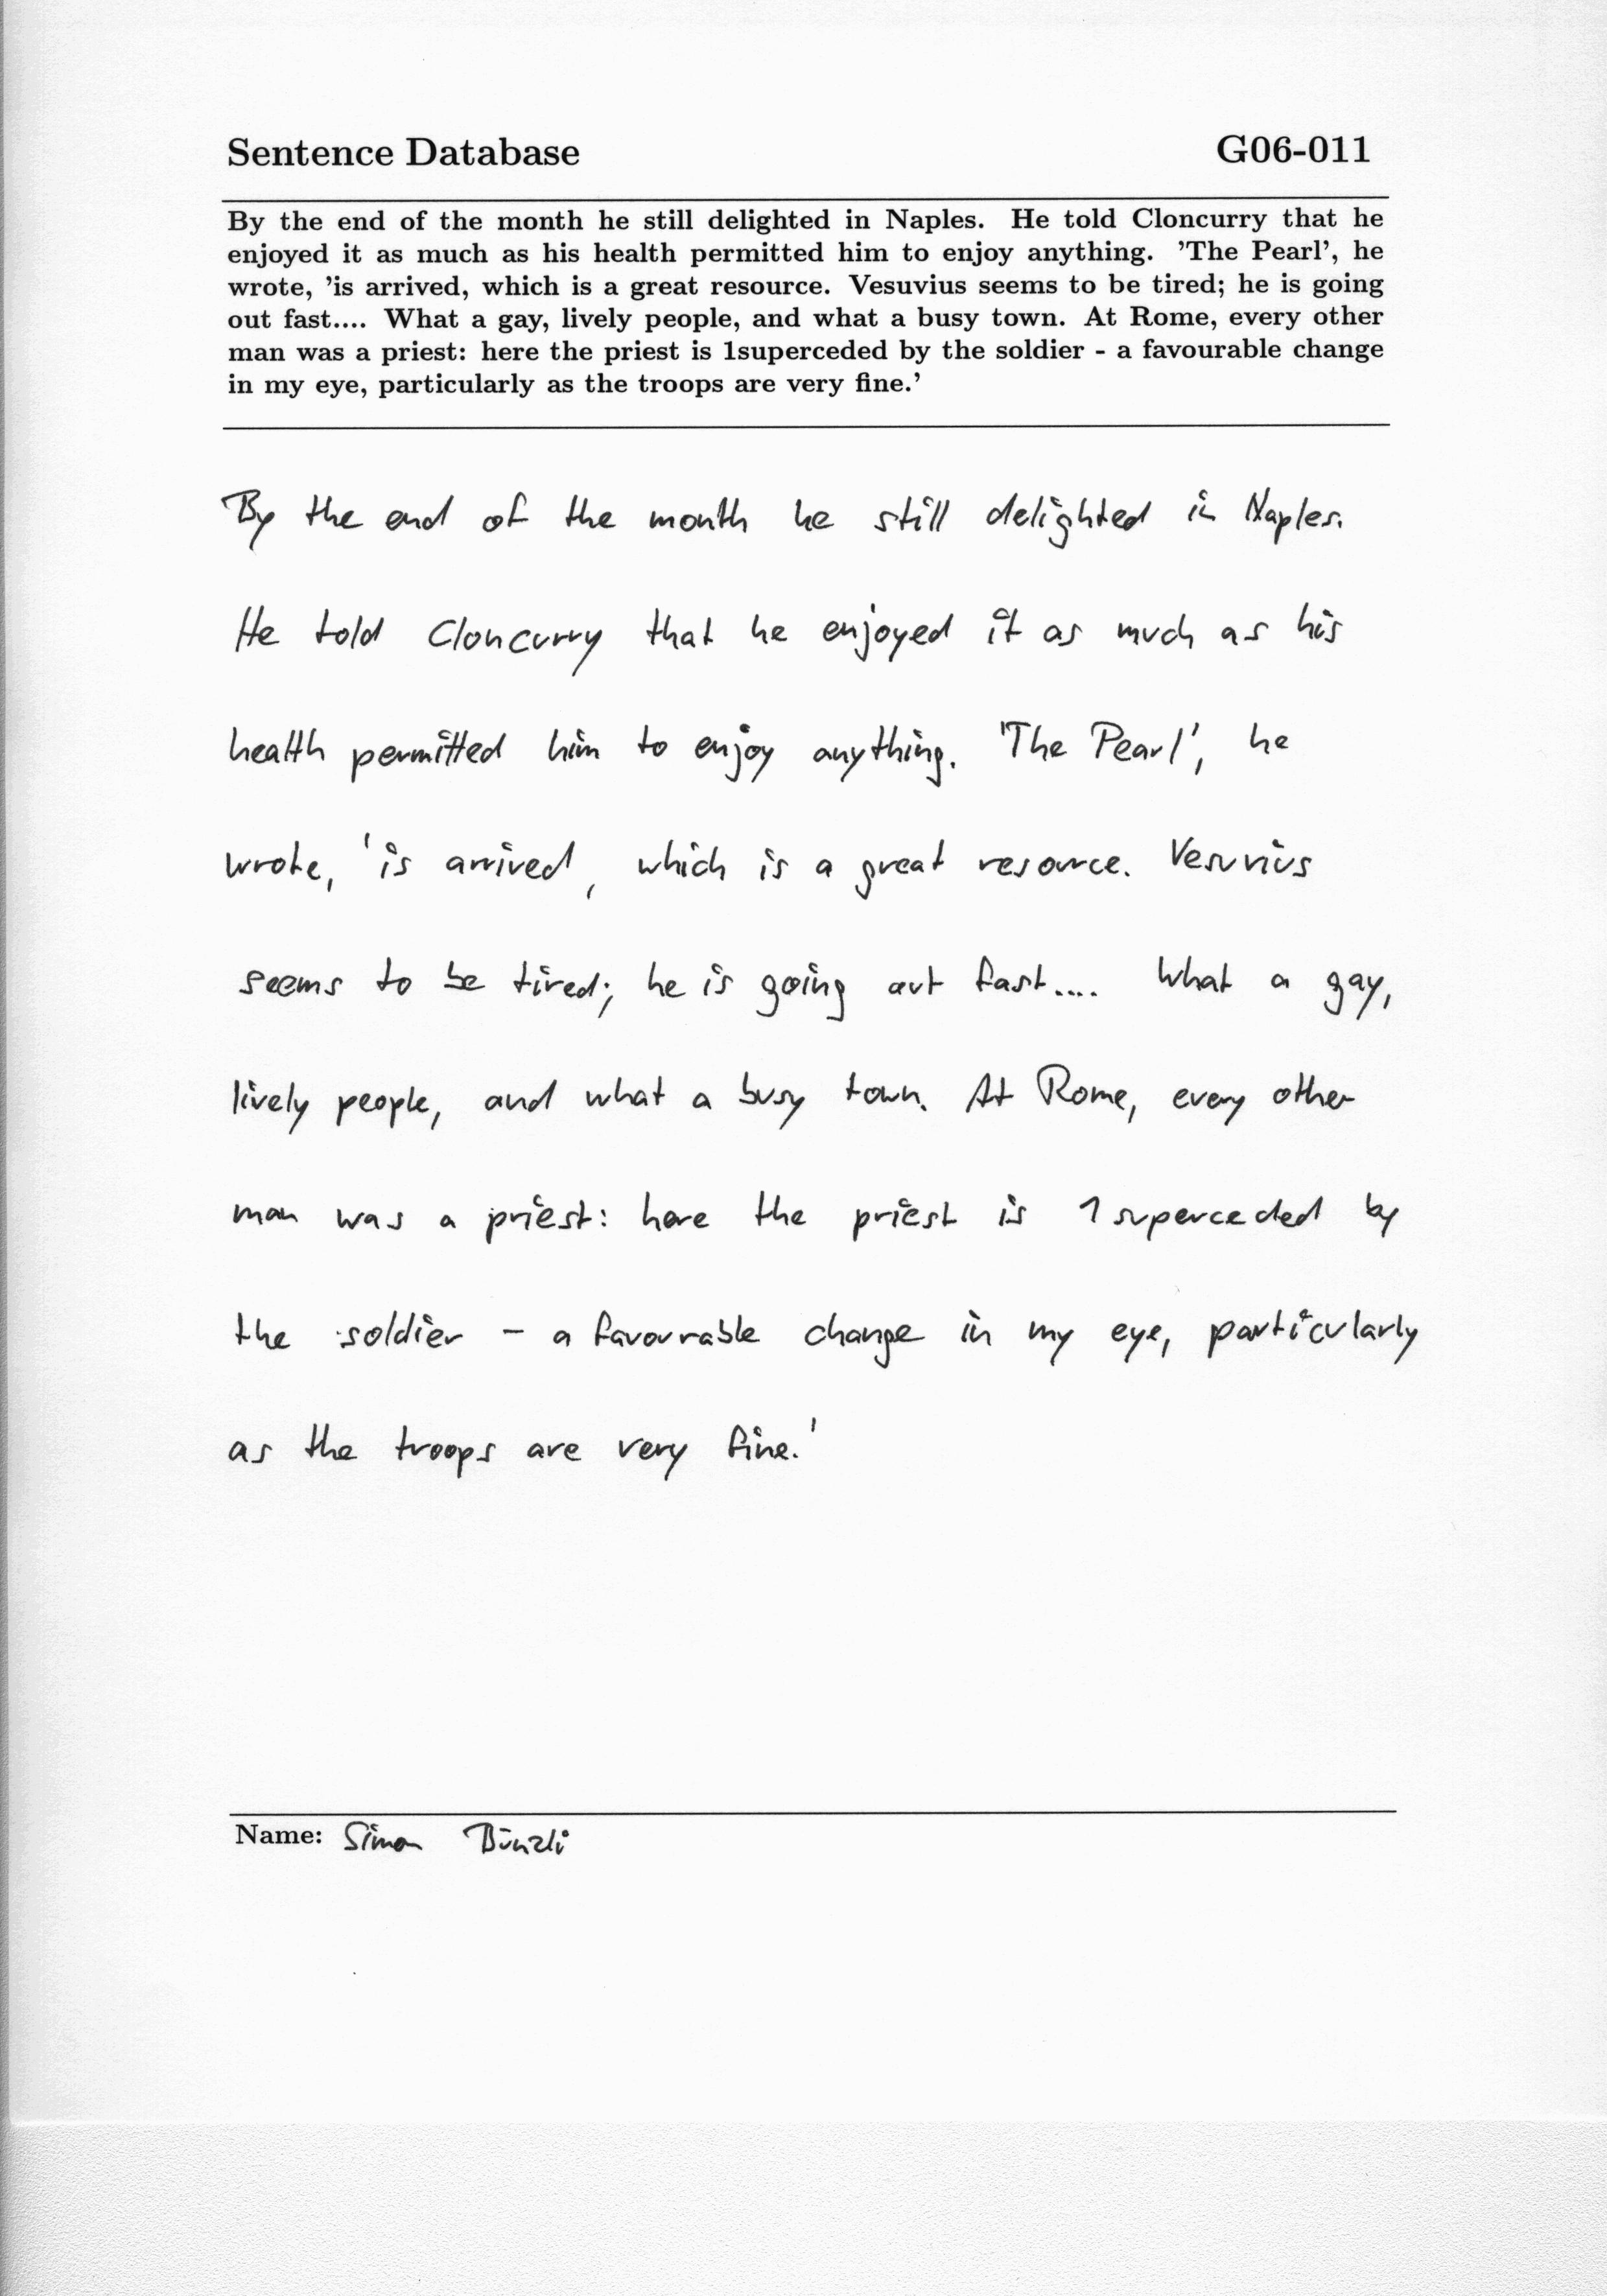 Sentence Database G06-011
By the end of the month he still delighted in Naples. He told Cloncurry that he
enjoyed it as much as his health permitted him to enjoy anything. 'The Pearl', he
wrote, 'is arrived, which is a great resource. Vesuvius seems to be tired; he is going
out fast.... What a gay, lively people, and what a busy town. At Rome, every other
man was a priest: here the priest is 1superceded by the soldier - a favourable change
in my eye, particularly as the troops are very fine.'
By the end of the month he still delighted in Naples.
He told Cloncurry that he enjoyed it as much as his
health permitted him to enjoy anything. 'The Pearl', he
wrote, 'is arrived, which is a great resource. Vesuvius
seems to be tired; he is going out fast.... What a gay,
lively people, and what a busy town. At Rome, every other
man was a priest: here the priest is 1superceded by
the soldier - a favourable change in my eye, particularly
as the troops are very fine.'
Name: Simon Bünzli